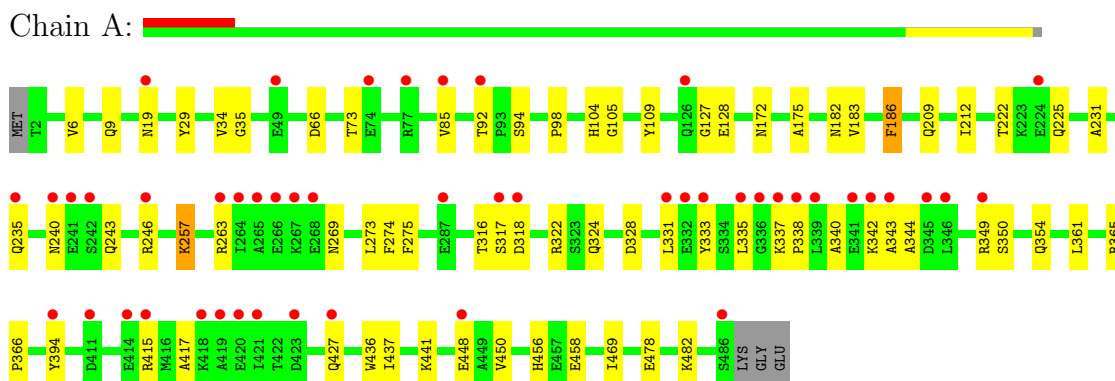 Chain A:
MET T2 V6 Q9 N19 Y29 V34 G35 E49 D66 T73 E74 R77 V85 T92 P93 S94 P98 H104 G105 Y109 Q126 G127 E128 N172 A175 N182 V183 F186 Q209 I212 T222 K223 E224 Q225 A231
Q235 N240 E241 S242 Q243 R246 K257 R263 I264 A265 E266 K267 E268 N269 L273 F274 F275 E287 T316 S317 D318 R322 S323 Q324 D328 L331 E332 Y333 S334 L335 G336 K337 P338 L339 A340 E341 K342 A343 A344 D345 L346 R349 S350 Q354 L361
P366 Y394 D411 E414 R415 M416 A417 K418 A419 E420 I421 T422 D423 Q427 W436 I437 K441 E448 A449 V450 H456 E457 E458 I469 E478 K482 S486 LYS GLY GLU